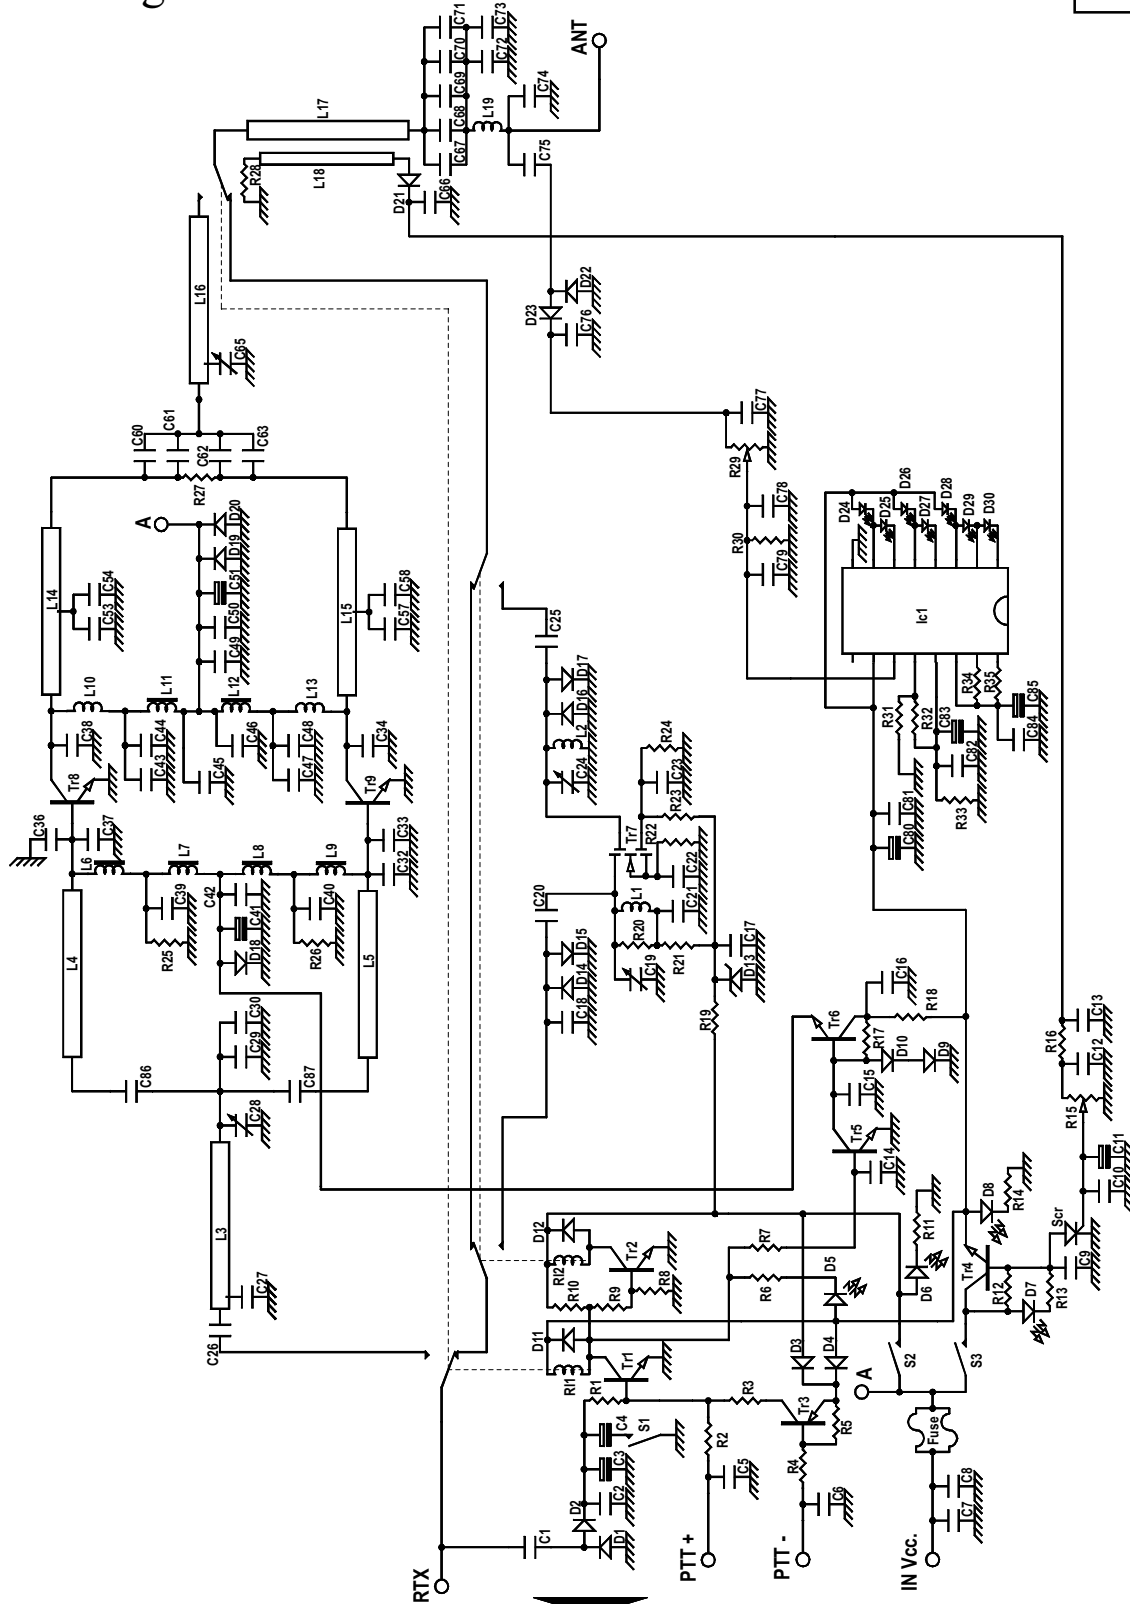 g
C71
C73
C70
C72
C69
C68
C67
L19
C74
C75
ANT
L17
L18
R28
D21
C66
L16
C65
D22
D23
C76
C60
C61
C62
C63
R27
A
D20
D19
C51
C50
C49
L14
C54
C53
L15
C58
C57
L10
L11
L12
L13
C38
C44
C43
C45
C46
C48
C47
C34
Tr8
Tr9
C36
C37
C33
C32
L6
L7
L8
L9
L4
L5
C39
R25
C42
C41
D18
C40
R26
C30
C29
C86
C87
C28
L3
C27
C26
C77
R29
C78
R30
C79
D24
D25
D26
D27
D28
D29
D30
Ic1
R31
R32
R34
R35
C83
C82
R33
C85
C84
C81
C80
C25
D17
D16
L2
C24
R24
C23
R23
R22
Tr7
C22
C21
L1
R20
R21
C20
C19
D15
D14
C18
C17
D13
R19
Tr6
C16
R18
R17
D10
D9
C15
Tr5
C14
R16
C13
C12
R15
C11
C10
Scr
C9
D8
R14
R11
D6
Tr4
R12
D7
R13
D12
Rl2
R10
R9
R8
Tr2
R7
R6
D5
D11
Rl1
Tr1
D3
D4
S2
S3
R1
C4
S1
C3
C2
D2
D1
C1
R3
Tr3
R5
R4
R2
C5
C6
A
Fuse
C8
C7
RTX
PTT +
PTT -
IN Vcc.